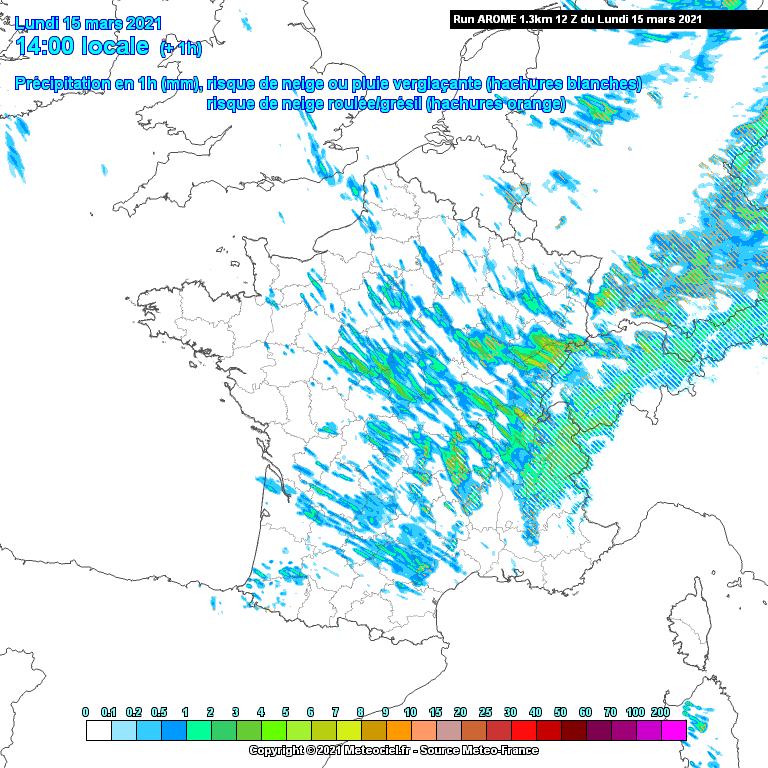 Lundi 15 mars 2021
Run AROME 1.3km 12 Z du Lundi 15 mars 2021
14:00 locale (+ 1h)
Précipitation en 1h (mm), risque de neige ou pluie verglaçante (hachures blanches)
risque de neige roulée/grésil (hachures orange)
0 0.1 0.2 0.5 1 2 3 4 5 6 7 8 9 10 15 20 25 30 40 50 60 70 100 200
Copyright © 2021 Meteociel.fr - Source Meteo-France